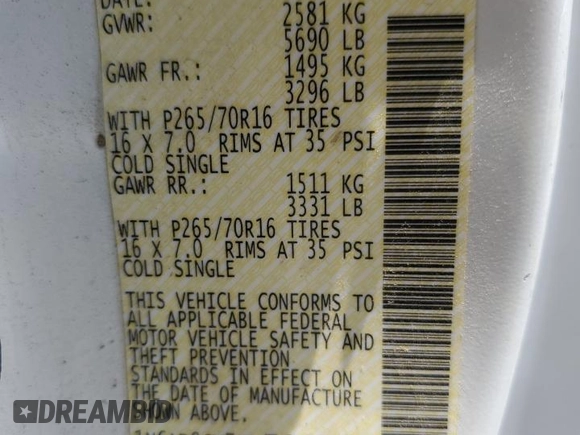 DATE:
GVWR: 2581 KG
5690 LB
GAWR FR.: 1495 KG
3296 LB
WITH P265/70R16 TIRES
16 X 7.0 RIMS AT 35 PSI
COLD SINGLE
GAWR RR.: 1511 KG
3331 LB
WITH P265/70R16 TIRES
16 X 7.0 RIMS AT 35 PSI
COLD SINGLE
THIS VEHICLE CONFORMS TO
ALL APPLICABLE FEDERAL
MOTOR VEHICLE SAFETY AND
THEFT PREVENTION.
STANDARDS IN EFFECT ON
THE DATE OF MANUFACTURE
SHOWN ABOVE.
DREAMBID